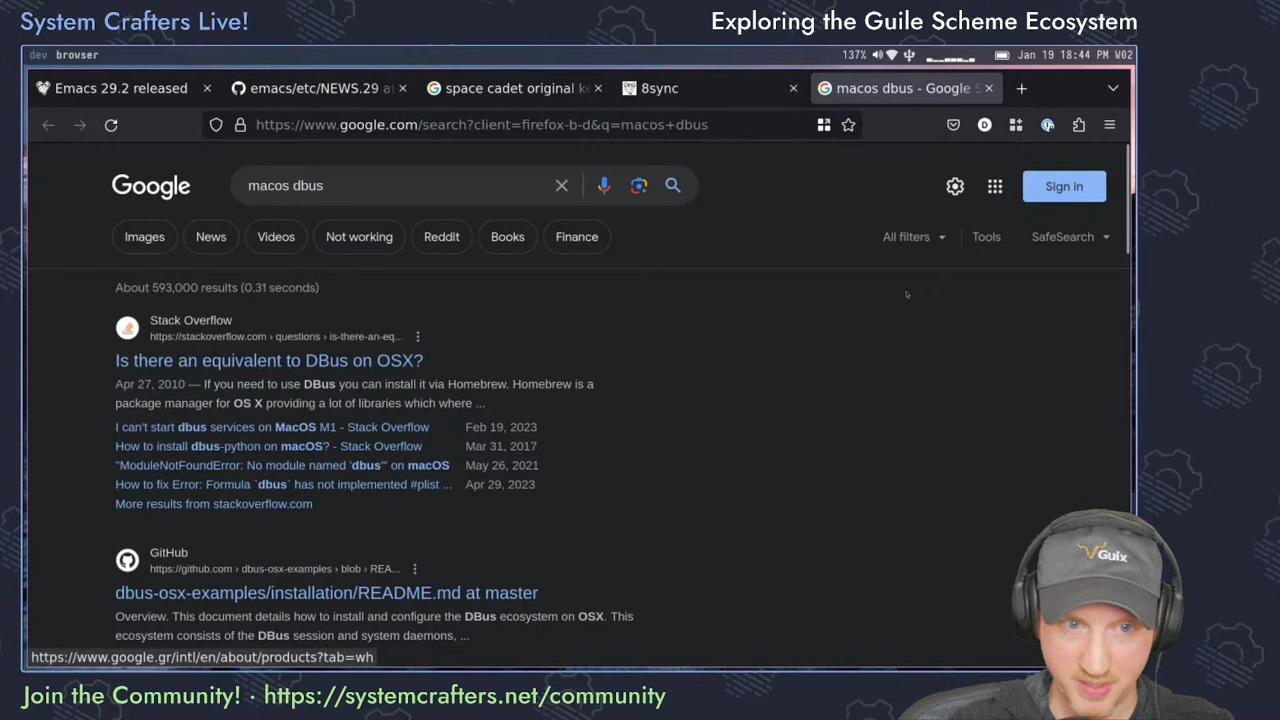 System Crafters Live!
Exploring the Guile Scheme Ecosystem
dev browser
137%
Jan 19 18:44 PM W02
Emacs 29.2 released
emacs/etc/NEWS.29 at
space cadet original ke
8sync
macos dbus - Google S
https://www.google.com/search?client=firefox-b-d&q=macos+dbus
D
Google
macos dbus
Sign in
Images
News
Videos
Not working
Reddit
Books
Finance
All filters
Tools
SafeSearch
About 593,000 results (0.31 seconds)
Stack Overflow
https://stackoverflow.com › questions › is-there-an-eq...
Is there an equivalent to DBus on OSX?
Apr 27, 2010 — If you need to use DBus you can install it via Homebrew. Homebrew is a
package manager for OS X providing a lot of libraries which where ...
I can't start dbus services on MacOS M1 - Stack Overflow Feb 19, 2023
How to install dbus-python on macOS? - Stack Overflow Mar 31, 2017
"ModuleNotFoundError: No module named 'dbus'" on macOS May 26, 2021
How to fix Error: Formula `dbus` has not implemented #plist ... Apr 29, 2023
More results from stackoverflow.com
GitHub
https://github.com › dbus-osx-examples › blob › REA...
dbus-osx-examples/installation/README.md at master
Overview. This document details how to install and configure the DBus ecosystem on OSX. This
ecosystem consists of the DBus session and system daemons, ...
https://www.google.gr/intl/en/about/products?tab=wh
Guix
Join the Community! · https://systemcrafters.net/community